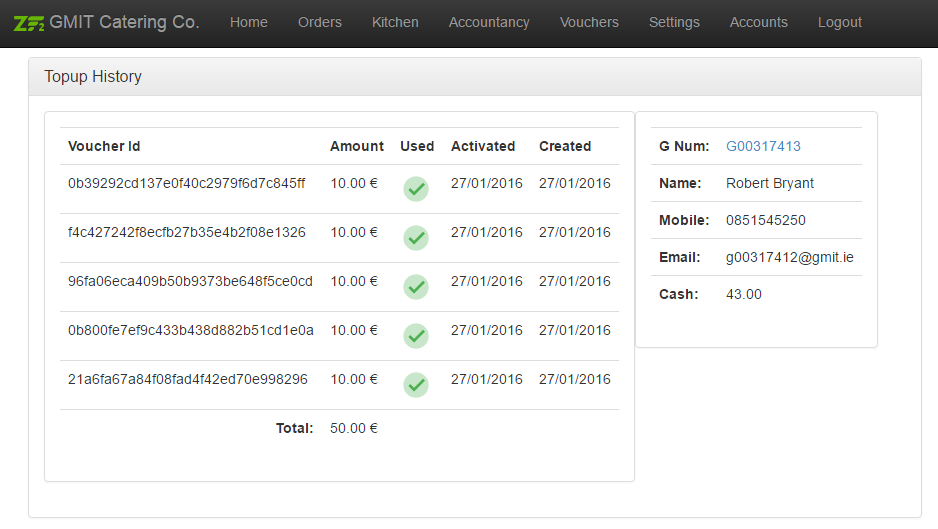 ZF2 GMIT Catering Co. Home Orders Kitchen Accountancy Vouchers Settings Accounts Logout
Topup History
Voucher Id Amount Used Activated Created
0b39292cd137e0f40c2979f6d7c845ff 10.00 € 27/01/2016 27/01/2016
f4c427242f8ecfb27b35e4b2f08e1326 10.00 € 27/01/2016 27/01/2016
96fa06eca409b50b9373be648f5ce0cd 10.00 € 27/01/2016 27/01/2016
0b800fe7ef9c433b438d882b51cd1e0a 10.00 € 27/01/2016 27/01/2016
21a6fa67a84f08fad4f42ed70e998296 10.00 € 27/01/2016 27/01/2016
Total: 50.00 €
G Num: G00317413
Name: Robert Bryant
Mobile: 0851545250
Email: g00317412@gmit.ie
Cash: 43.00